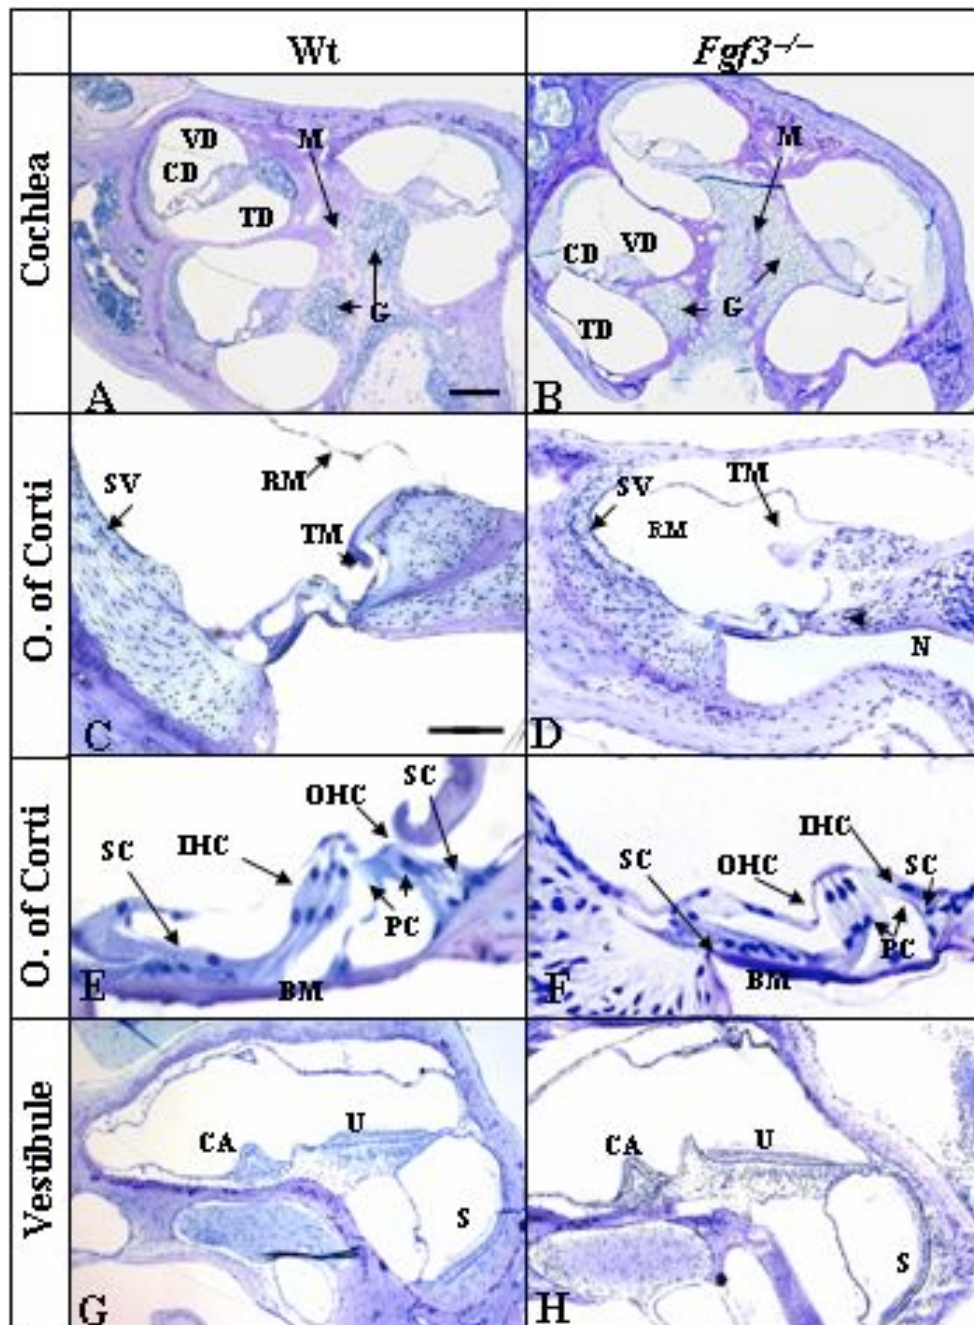 Wt
Fgf3−/−
Cochlea
VD
M
CD
TD
G
A
M
CD
VD
G
TD
B
O. of Corti
SV
RM
TM
C
TM
SV
RM
N
D
O. of Corti
SC
OHC
SC
IHC
PC
E
BM
IHC
SC
OHC
SC
PC
F
BM
Vestibule
U
CA
S
G
CA
U
S
H